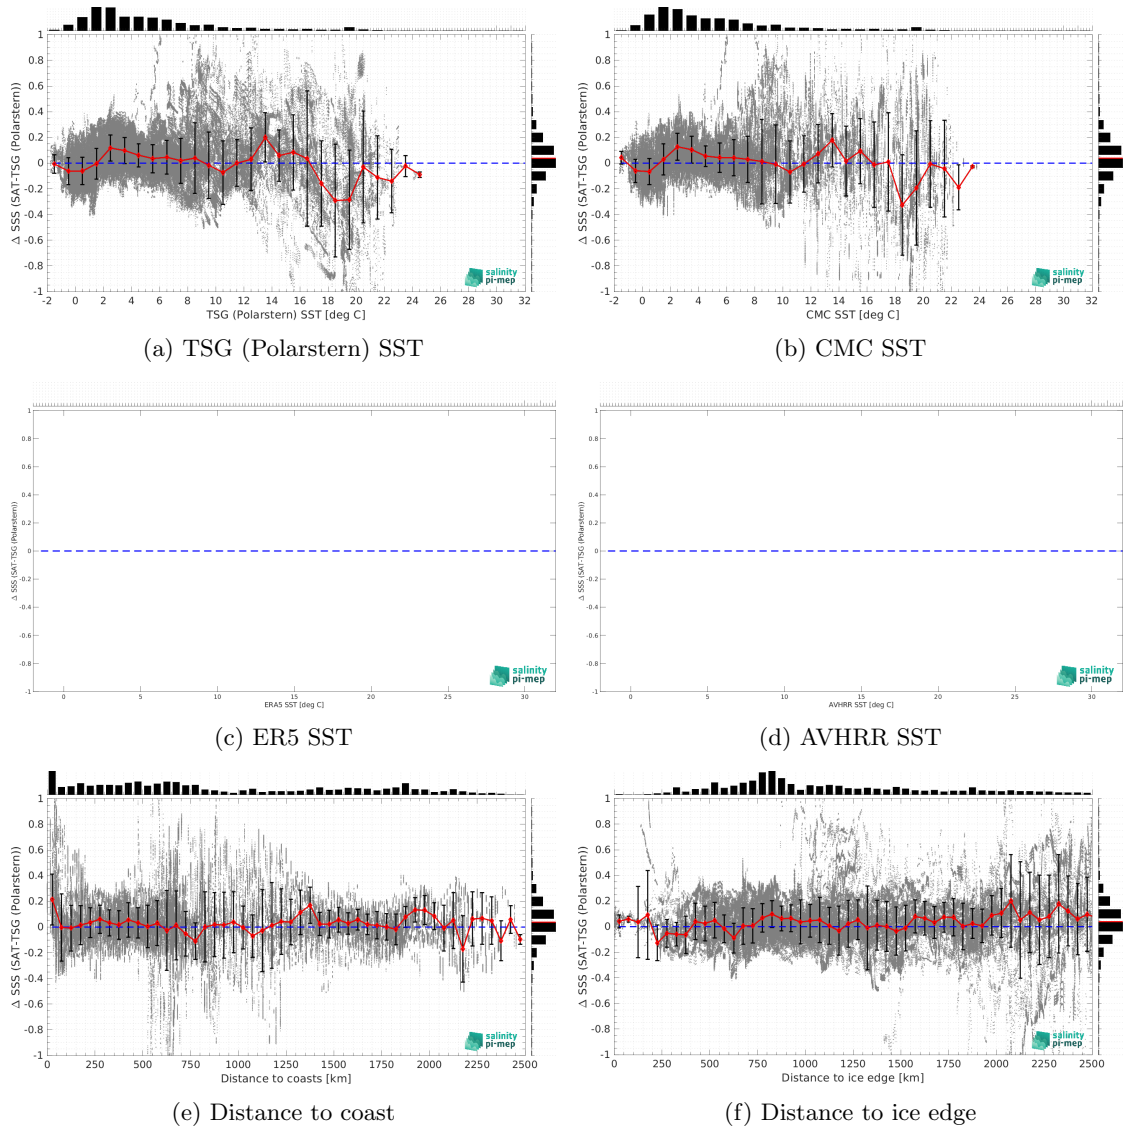 1
0.8
0.6
0.4
0.2
0
-0.2
-0.4
-0.6
-0.8
-1
Δ SSS (SAT-TSG (Polarstern))
-2 0 2 4 6 8 10 12 14 16 18 20 22 24 26 28 30 32
TSG (Polarstern) SST [deg C]
salinity
pi-mep
(a) TSG (Polarstern) SST
1
0.8
0.6
0.4
0.2
0
-0.2
-0.4
-0.6
-0.8
-1
Δ SSS (SAT-TSG (Polarstern))
-2 0 2 4 6 8 10 12 14 16 18 20 22 24 26 28 30 32
CMC SST [deg C]
salinity
pi-mep
(b) CMC SST
1
0.8
0.6
0.4
0.2
0
-0.2
-0.4
-0.6
-0.8
-1
Δ SSS (SAT-TSG (Polarstern))
0 5 10 15 20 25 30
ERA5 SST [deg C]
salinity
pi-mep
(c) ER5 SST
1
0.8
0.6
0.4
0.2
0
-0.2
-0.4
-0.6
-0.8
-1
Δ SSS (SAT-TSG (Polarstern))
0 5 10 15 20 25 30
AVHRR SST [deg C]
salinity
pi-mep
(d) AVHRR SST
1
0.8
0.6
0.4
0.2
0
-0.2
-0.4
-0.6
-0.8
-1
Δ SSS (SAT-TSG (Polarstern))
0 250 500 750 1000 1250 1500 1750 2000 2250 2500
Distance to coasts [km]
salinity
pi-mep
(e) Distance to coast
1
0.8
0.6
0.4
0.2
0
-0.2
-0.4
-0.6
-0.8
-1
Δ SSS (SAT-TSG (Polarstern))
0 250 500 750 1000 1250 1500 1750 2000 2250 2500
Distance to ice edge [km]
salinity
pi-mep
(f) Distance to ice edge